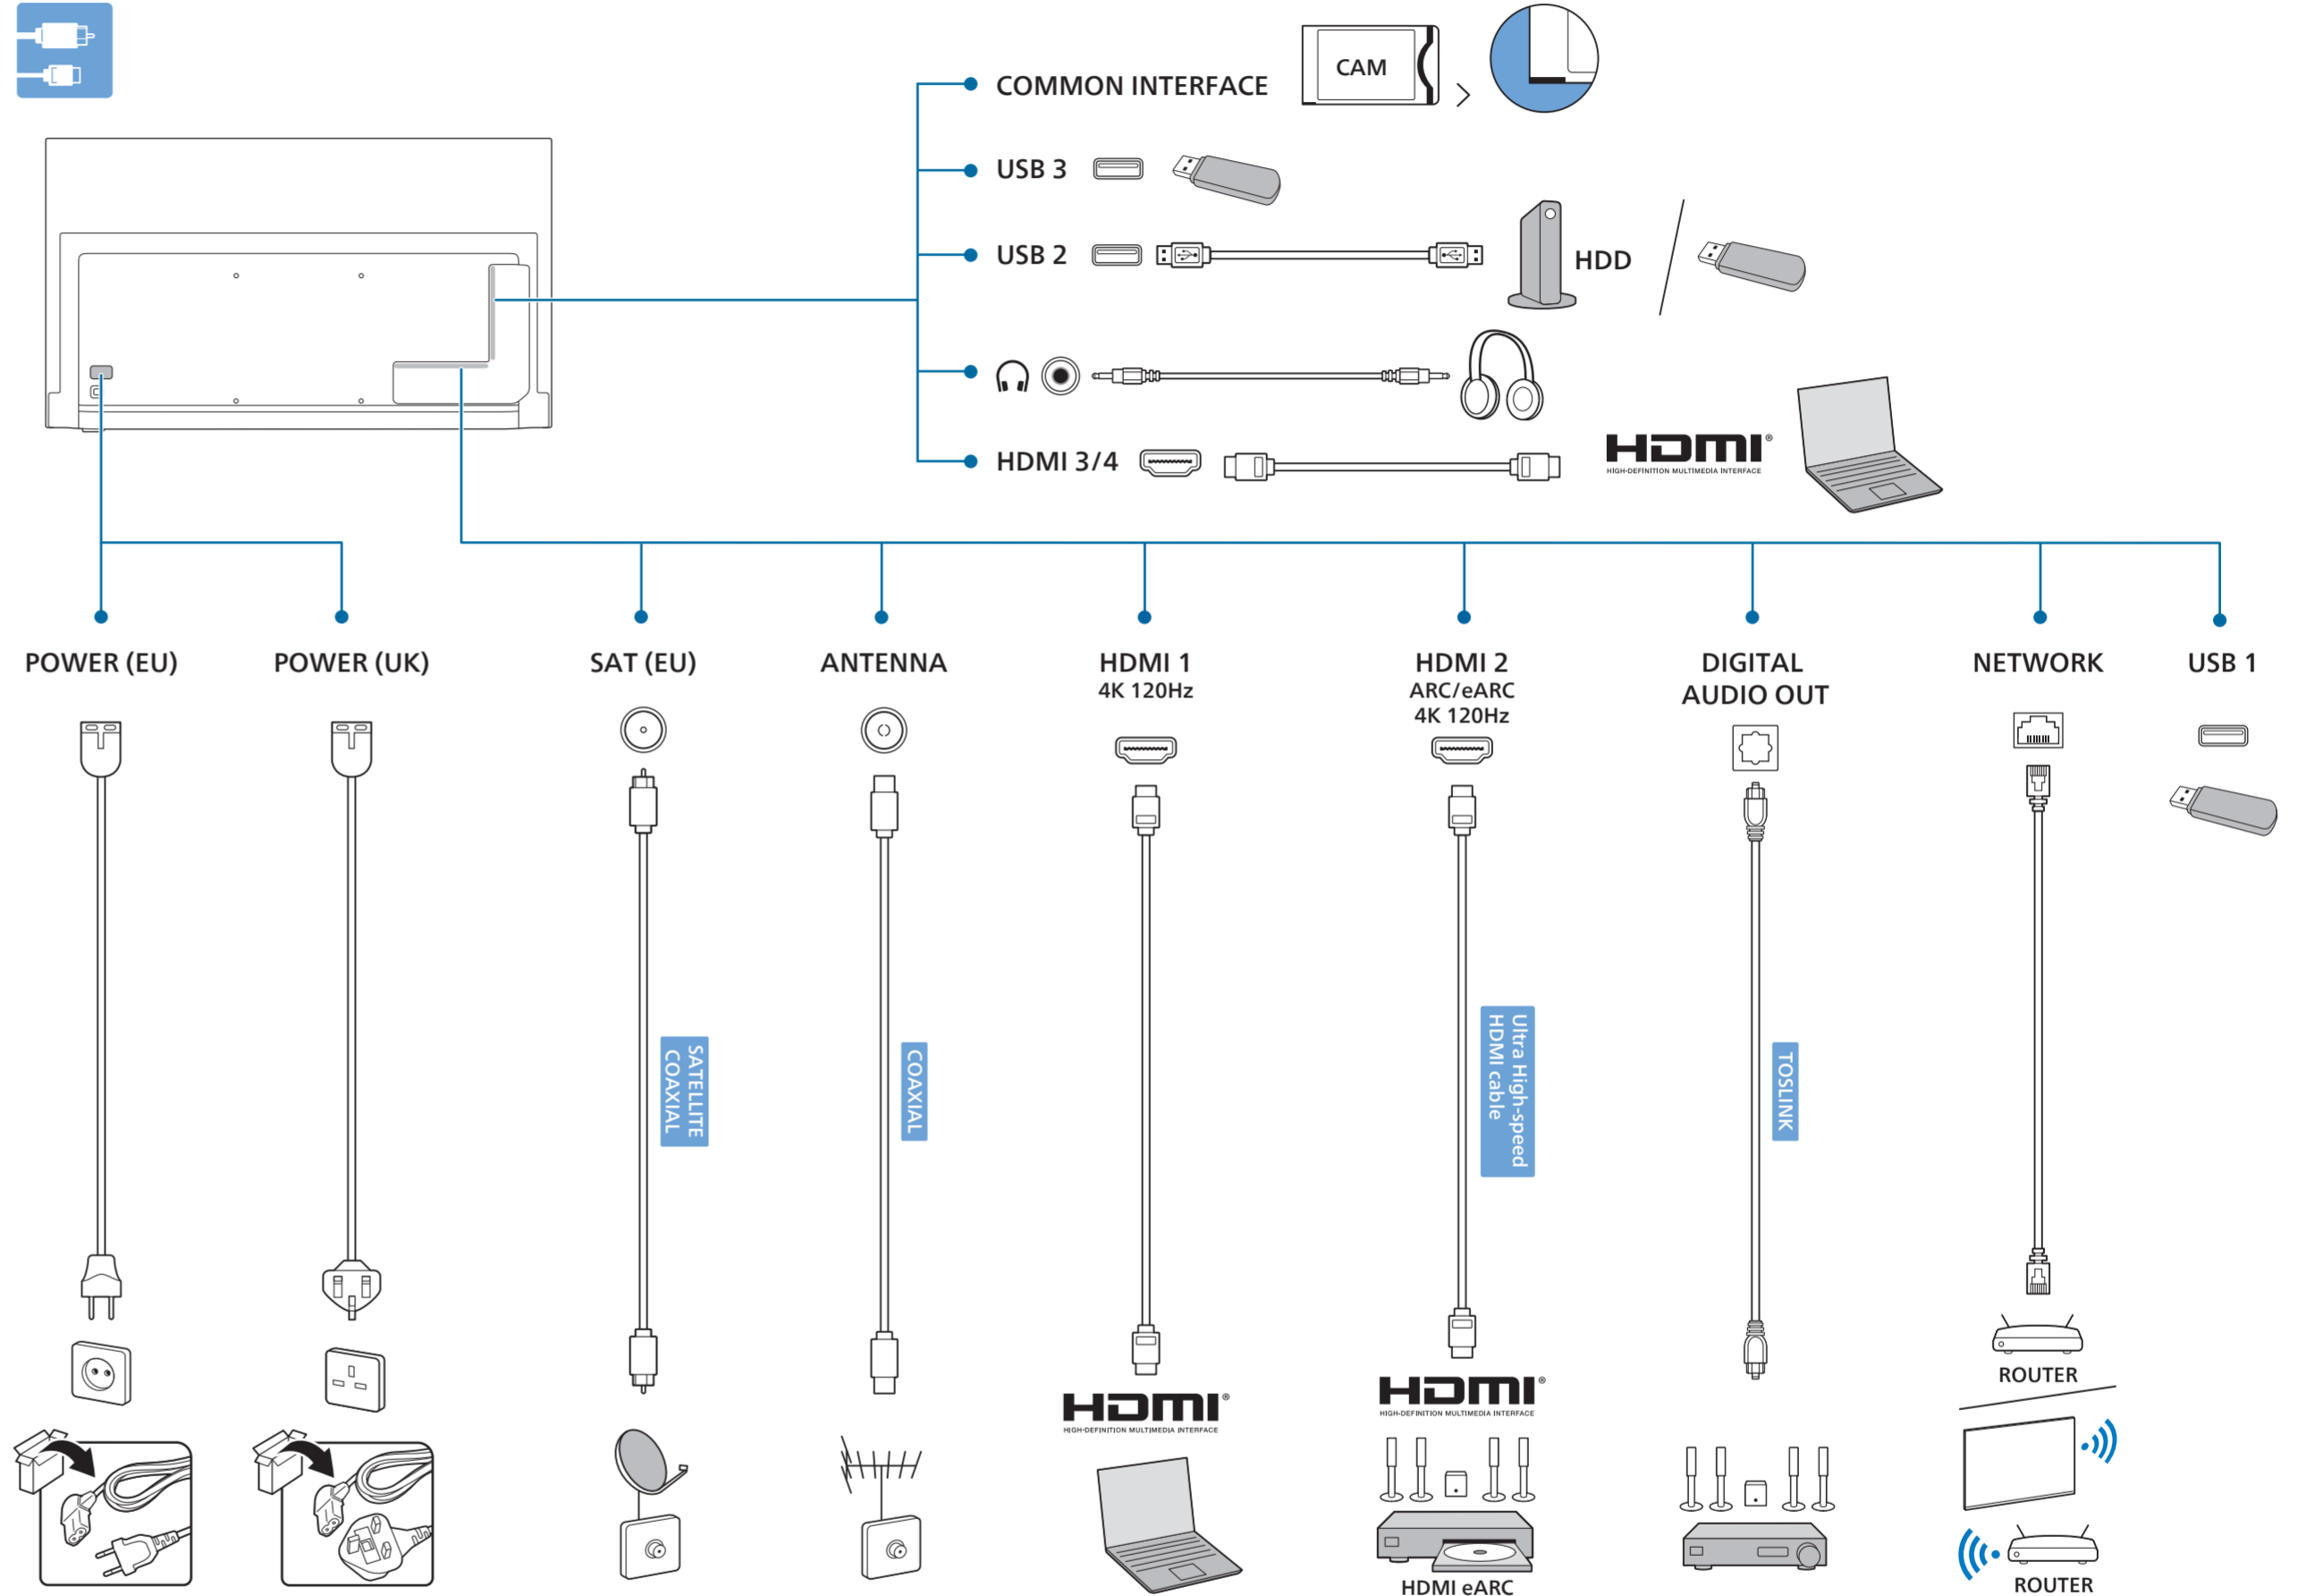 COMMON INTERFACE
CAM
USB 3
USB 2
HDD
HDMI 3/4
HDMI®
HIGH-DEFINITION MULTIMEDIA INTERFACE
POWER (EU)
POWER (UK)
SAT (EU)
ANTENNA
HDMI 1
4K 120Hz
HDMI 2
ARC/eARC
4K 120Hz
DIGITAL
AUDIO OUT
NETWORK
USB 1
SATELLITE
COAXIAL
COAXIAL
Ultra High-speed
HDMI cable
TOSLINK
HDMI®
HIGH-DEFINITION MULTIMEDIA INTERFACE
HDMI®
HIGH-DEFINITION MULTIMEDIA INTERFACE
HDMI eARC
ROUTER
ROUTER